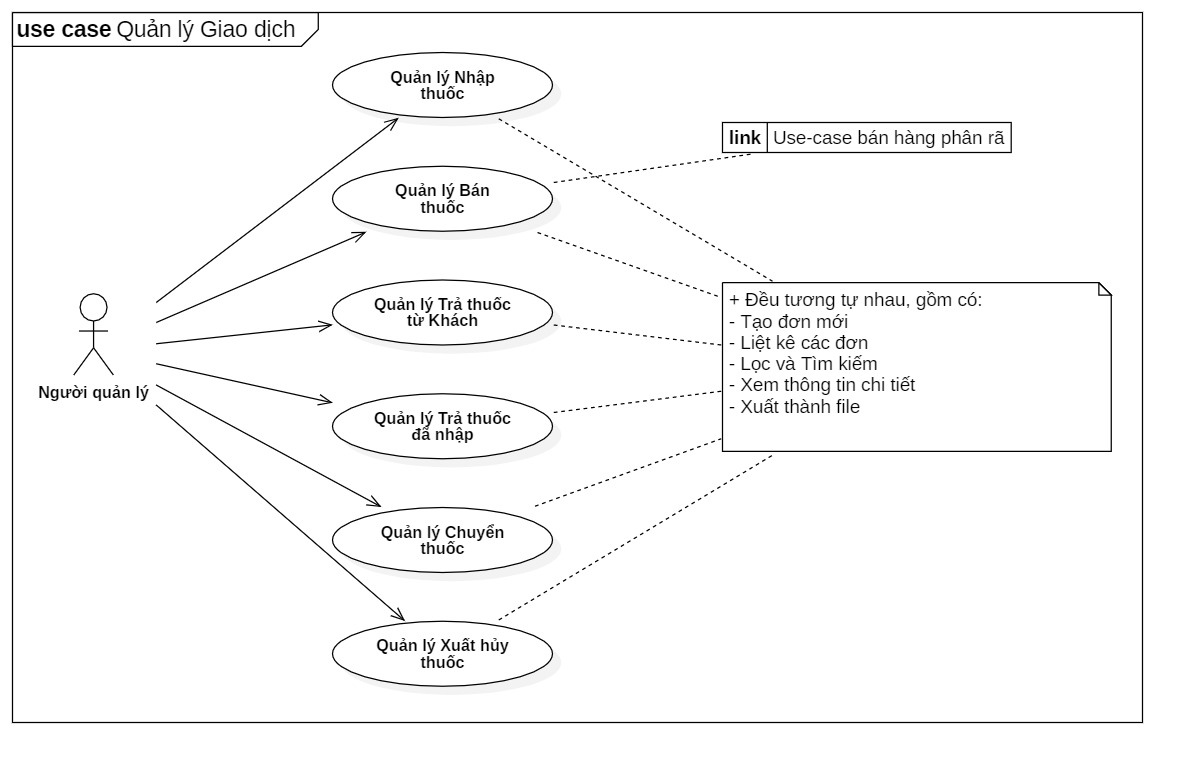 use case Quản lý Giao dịch
Quản lý Nhập
thuốc
link Use-case bán hàng phân rã
Quản lý Bán
thuốc
Quản lý Trả thuốc
từ Khách
+ Đều tương tự nhau, gồm có:
- Tạo đơn mới
- Liệt kê các đơn
- Lọc và Tìm kiếm
- Xem thông tin chi tiết
- Xuất thành file
Người quản lý
Quản lý Trả thuốc
đã nhập
Quản lý Chuyển
thuốc
Quản lý Xuất hủy
thuốc